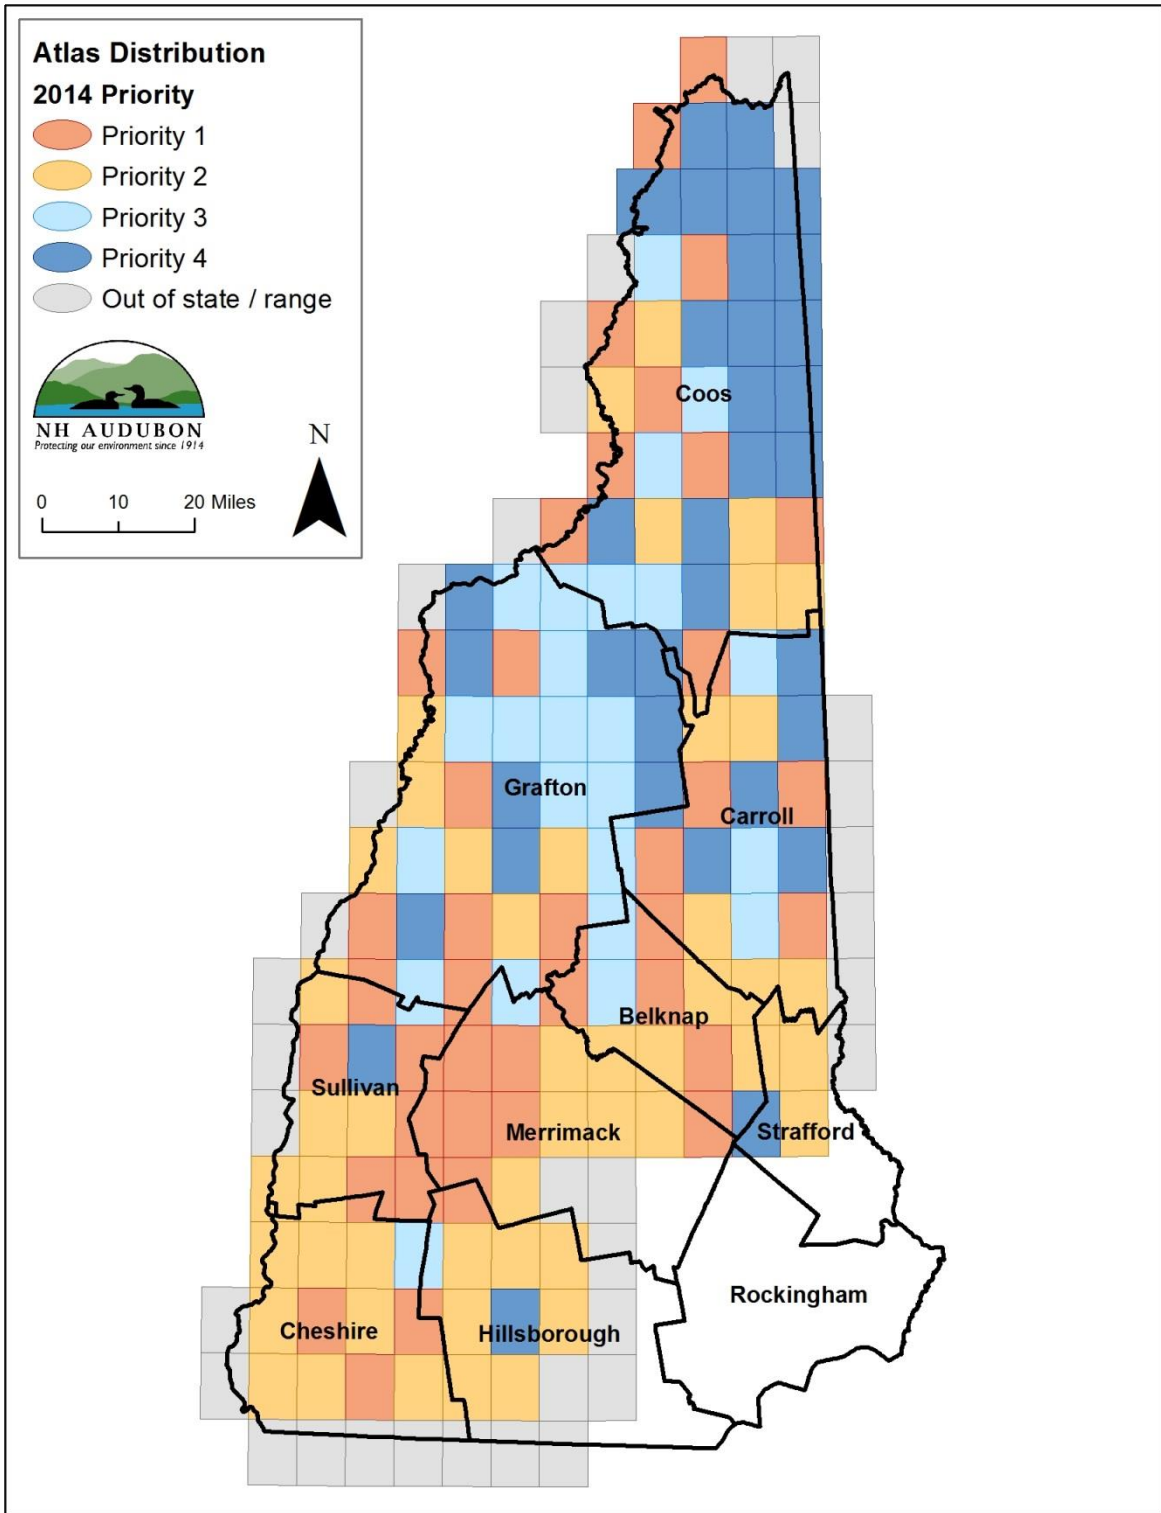 Atlas Distribution
2014 Priority
Priority 1
Priority 2
Priority 3
Priority 4
Out of state / range
NH AUDUBON
Protecting our environment since 1914
N
0 10 20 Miles
Coos
Grafton
Carroll
Belknap
Sullivan
Merrimack
Strafford
Rockingham
Cheshire
Hillsborough